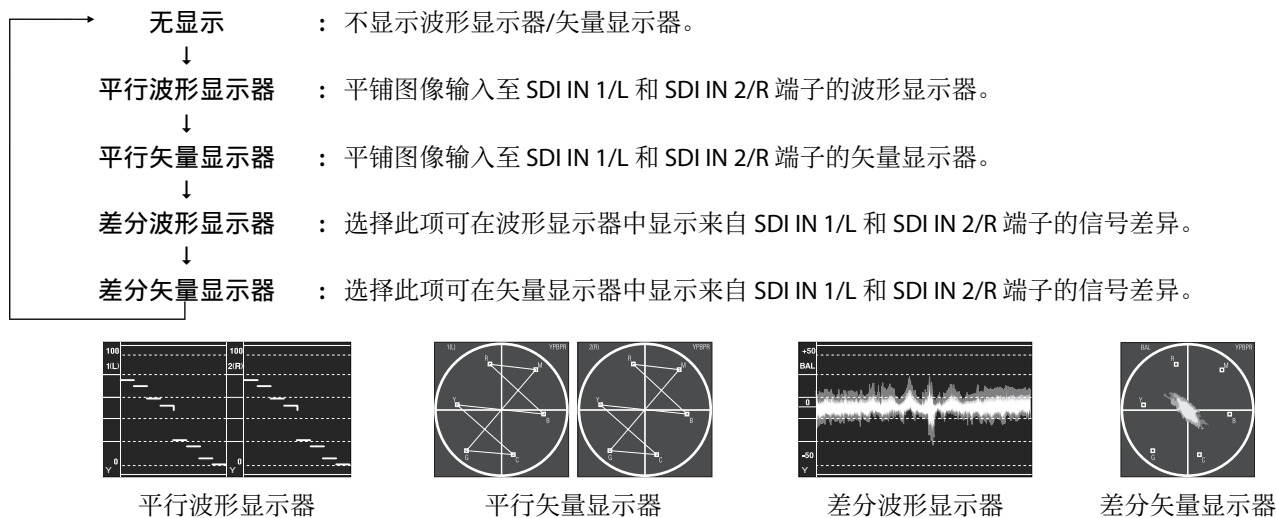 无显示 : 不显示波形显示器/矢量显示器。
↓
平行波形显示器 : 平铺图像输入至 SDI IN 1/L 和 SDI IN 2/R 端子的波形显示器。
↓
平行矢量显示器 : 平铺图像输入至 SDI IN 1/L 和 SDI IN 2/R 端子的矢量显示器。
↓
差分波形显示器 : 选择此项可在波形显示器中显示来自 SDI IN 1/L 和 SDI IN 2/R 端子的信号差异。
↓
差分矢量显示器 : 选择此项可在矢量显示器中显示来自 SDI IN 1/L 和 SDI IN 2/R 端子的信号差异。
100 100
1(L) 2(R)
0 0
Y Y
1(L) YPBPR
R M
Y B
G C
2(R) YPBPR
R M
Y B
G C
+50
BAL
0
-50
Y
BAL YPBPR
R M
Y B
G C
平行波形显示器 平行矢量显示器 差分波形显示器 差分矢量显示器